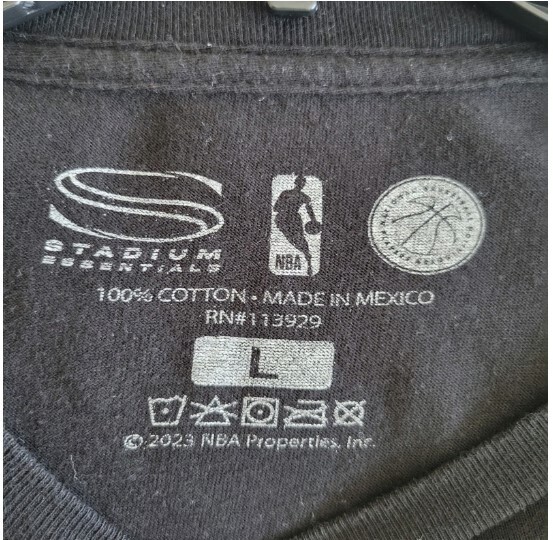 STADIUM
ESSENTIALS
NBA
100% COTTON • MADE IN MEXICO
RN#113929
L
© 2023 NBA Properties, Inc.